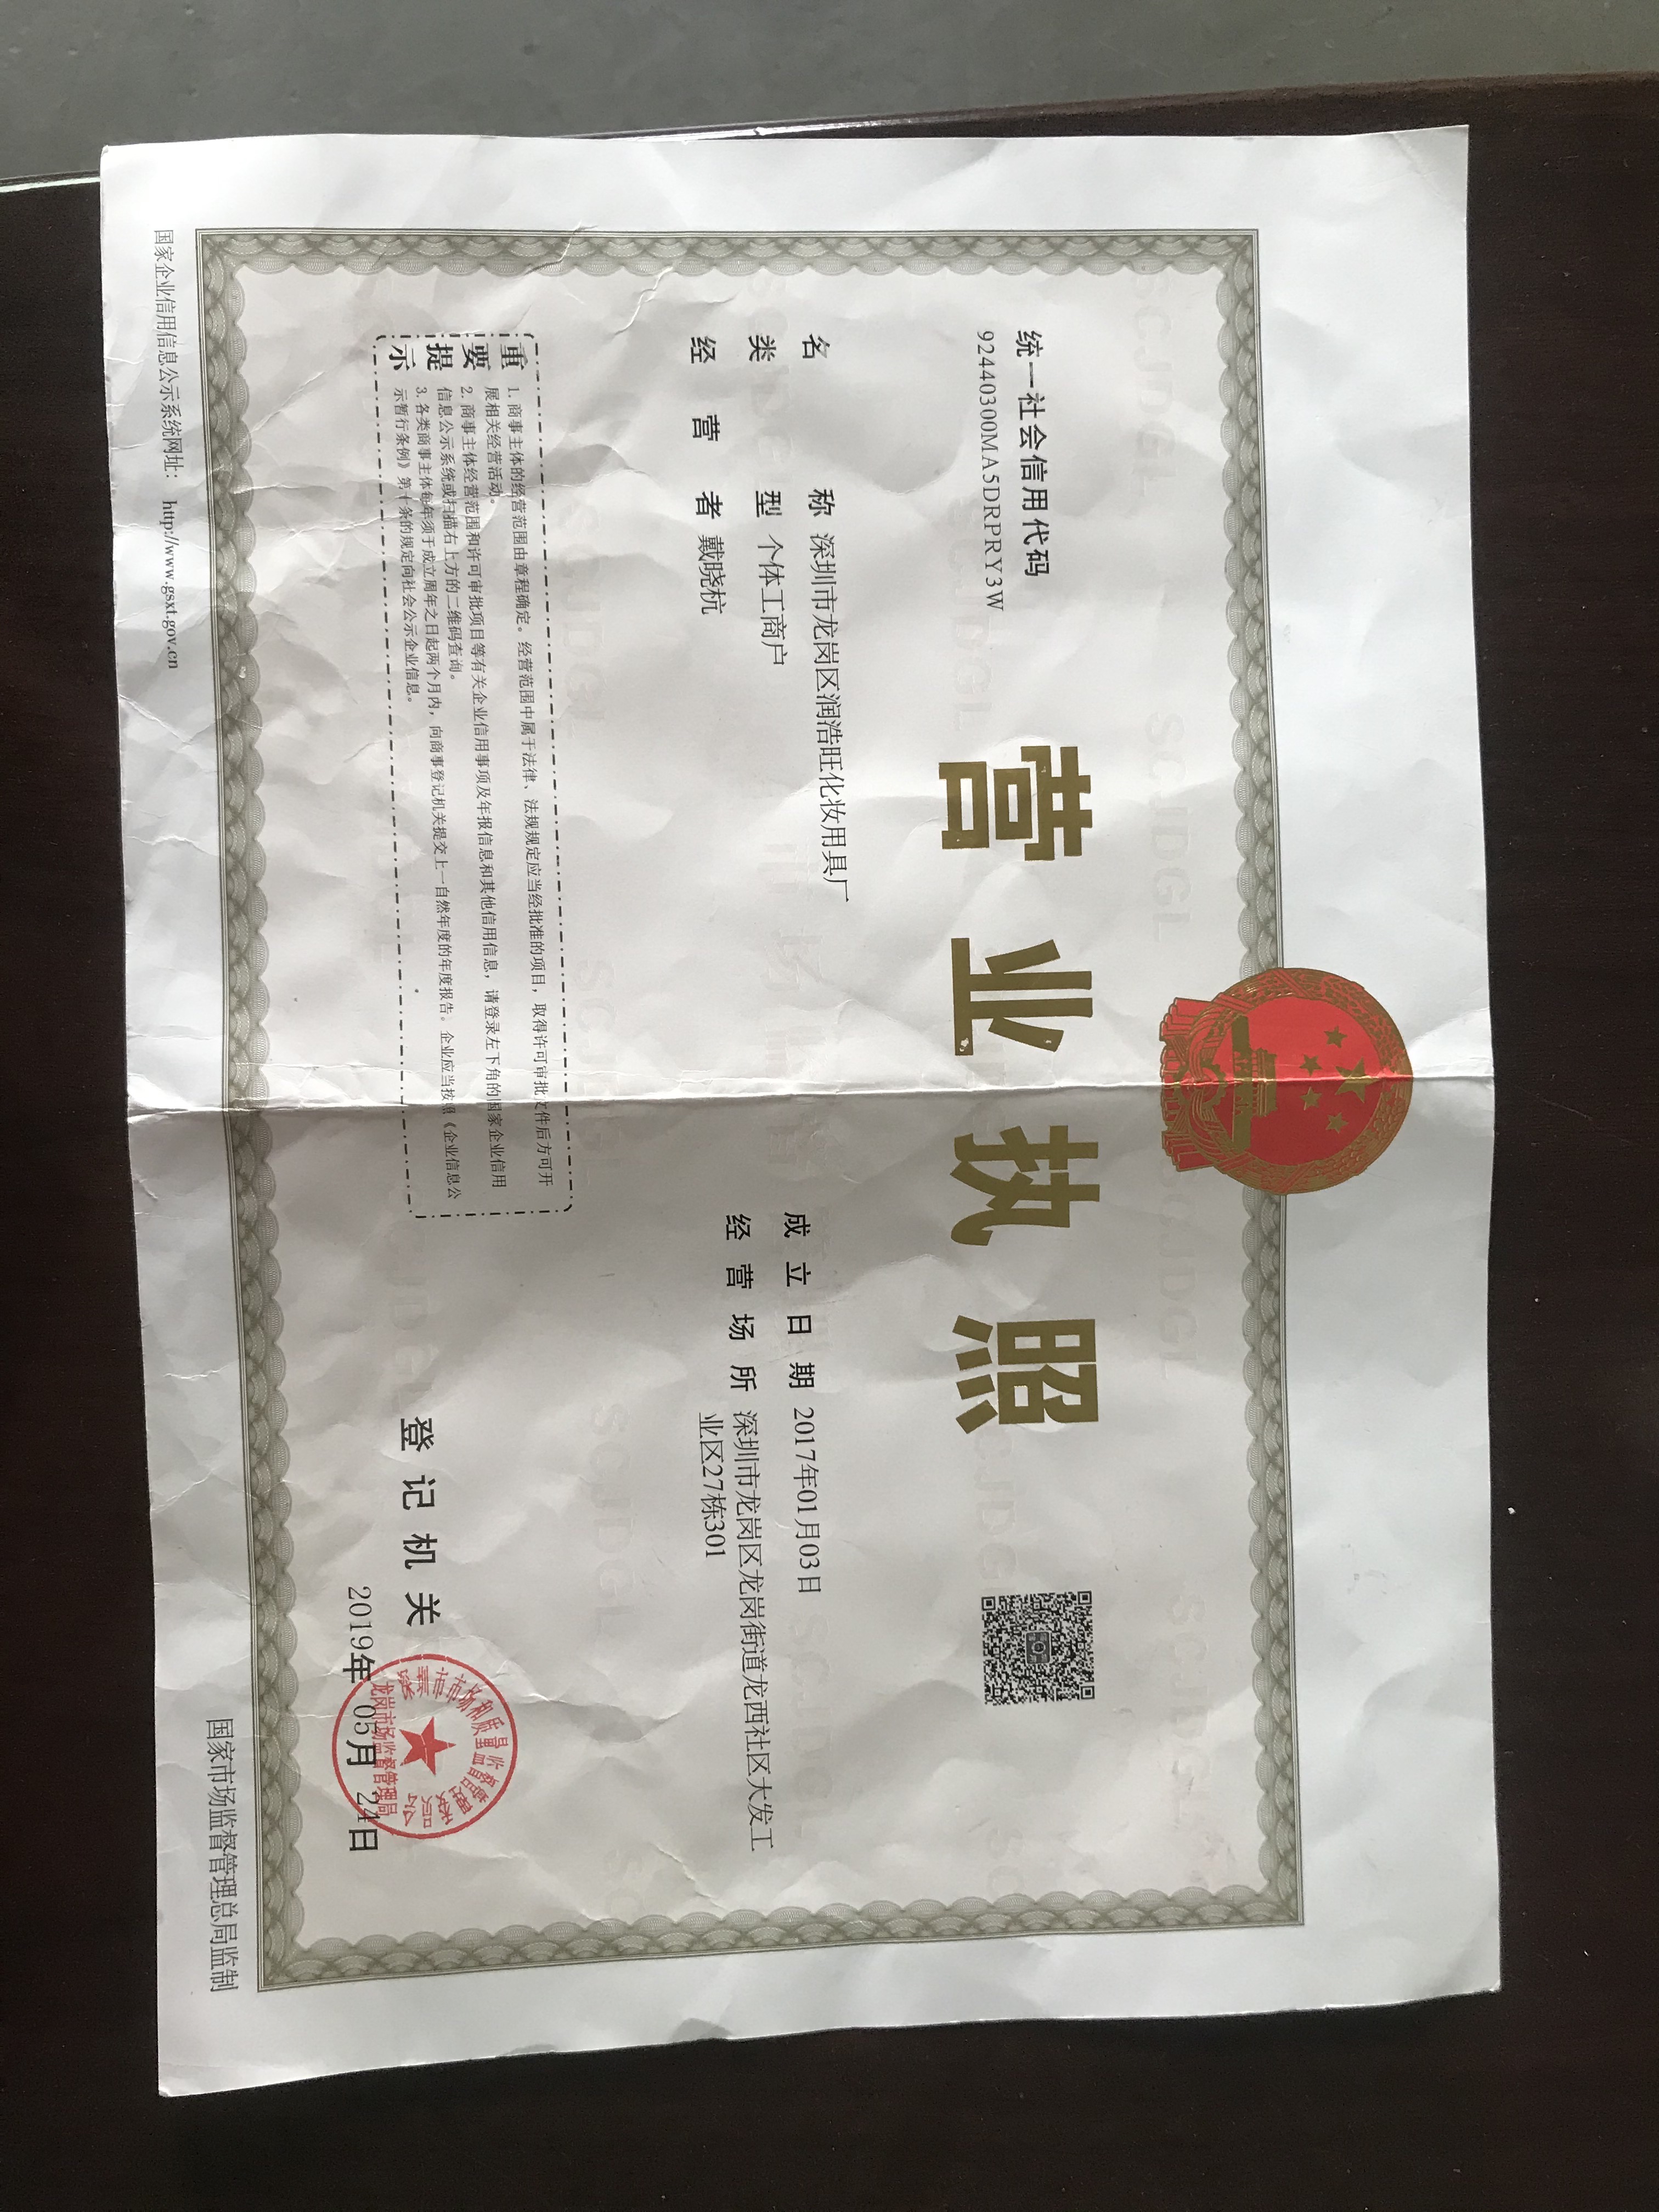 营业执照
统一社会信用代码
92440300MA5DRPRY3W
名称 深圳市龙岗区润浩旺化妆用具厂
类型 个体工商户
经营者 戴晓杭
成立日期 2017年01月03日
经营场所 深圳市龙岗区龙岗街道龙西社区大发工
业区27栋301
重要提示
1. 商事主体的经营范围由章程确定。经营范围中属于法律、法规规定应当经批准的项目，取得许可审批文件后方可开
展相关经营活动。
2. 商事主体经营范围和许可审批项目等有关企业信用事项及年报信息和其他信用信息，请登录左下角的国家企业信用
信息公示系统或扫描右上方的二维码查询。
3. 各类商事主体每年须于成立周年之日起两个月内，向商事登记机关提交上一自然年度的年度报告。企业应当按照《企业信息公
示暂行条例》第十条的规定向社会公示企业信息。
登记机关
龙岗市场监督管理局
2019年 05月 24日
国家企业信用信息公示系统网址： http://www.gsxt.gov.cn
国家市场监督管理总局监制